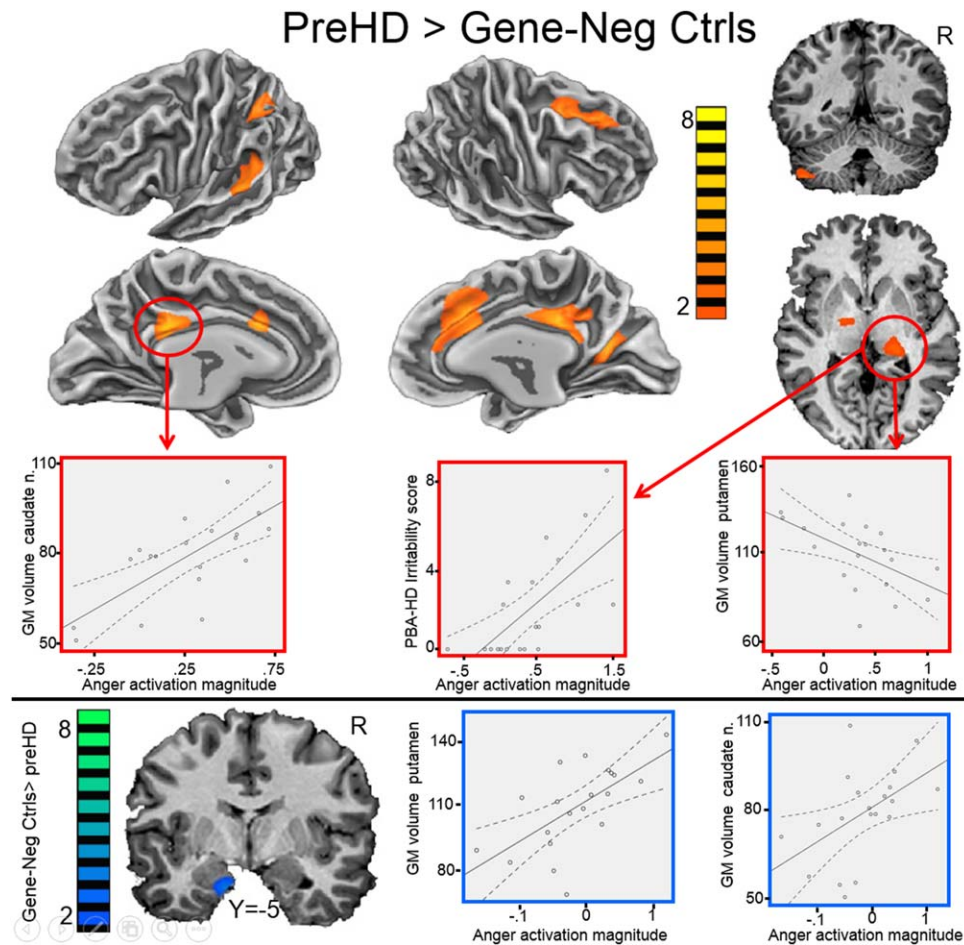 PreHD > Gene-Neg Ctrls
R
8
2
110
80
50
GM volume caudate n.
-.25
.25
.75
Anger activation magnitude
8
4
0
PBA-HD Irritability score
-.5
.5
1.5
Anger activation magnitude
160
110
60
GM volume putamen
-.5
0
.5
1
Anger activation magnitude
Gene-Neg Ctrls> preHD
8
2
R
Y=-5
140
110
80
GM volume putamen
-.1
0
1
Anger activation magnitude
110
80
50
GM volume caudate n.
-.1
0
1
Anger activation magnitude